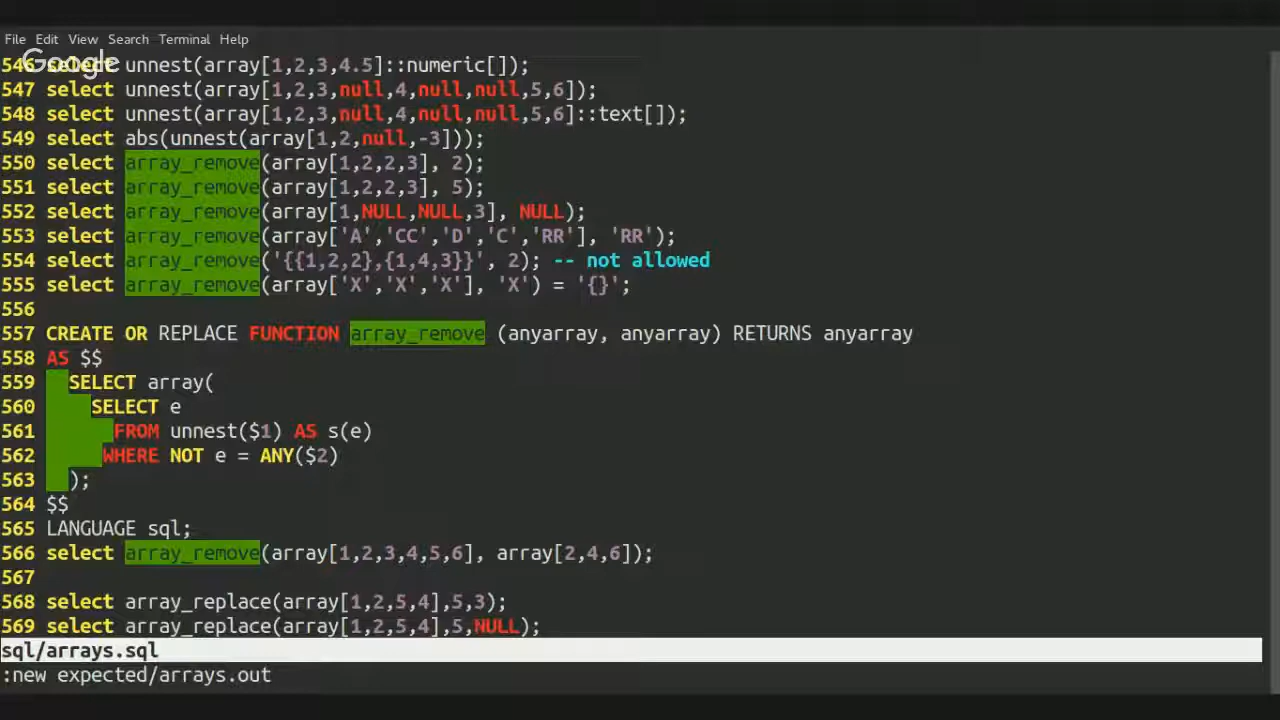 File Edit View Search Terminal Help
Google
546 select unnest(array[1,2,3,4.5]::numeric[]);
547 select unnest(array[1,2,3,null,4,null,null,5,6]);
548 select unnest(array[1,2,3,null,4,null,null,5,6]::text[]);
549 select abs(unnest(array[1,2,null,-3]));
550 select array_remove(array[1,2,2,3], 2);
551 select array_remove(array[1,2,2,3], 5);
552 select array_remove(array[1,NULL,NULL,3], NULL);
553 select array_remove(array['A','CC','D','C','RR'], 'RR');
554 select array_remove('{{1,2,2},{1,4,3}}', 2); -- not allowed
555 select array_remove(array['X','X','X'], 'X') = '{}';
556
557 CREATE OR REPLACE FUNCTION array_remove (anyarray, anyarray) RETURNS anyarray
558 AS $$
559   SELECT array(
560     SELECT e
561       FROM unnest($1) AS s(e)
562      WHERE NOT e = ANY($2)
563   );
564 $$
565 LANGUAGE sql;
566 select array_remove(array[1,2,3,4,5,6], array[2,4,6]);
567
568 select array_replace(array[1,2,5,4],5,3);
569 select array_replace(array[1,2,5,4],5,NULL);
sql/arrays.sql
:new expected/arrays.out